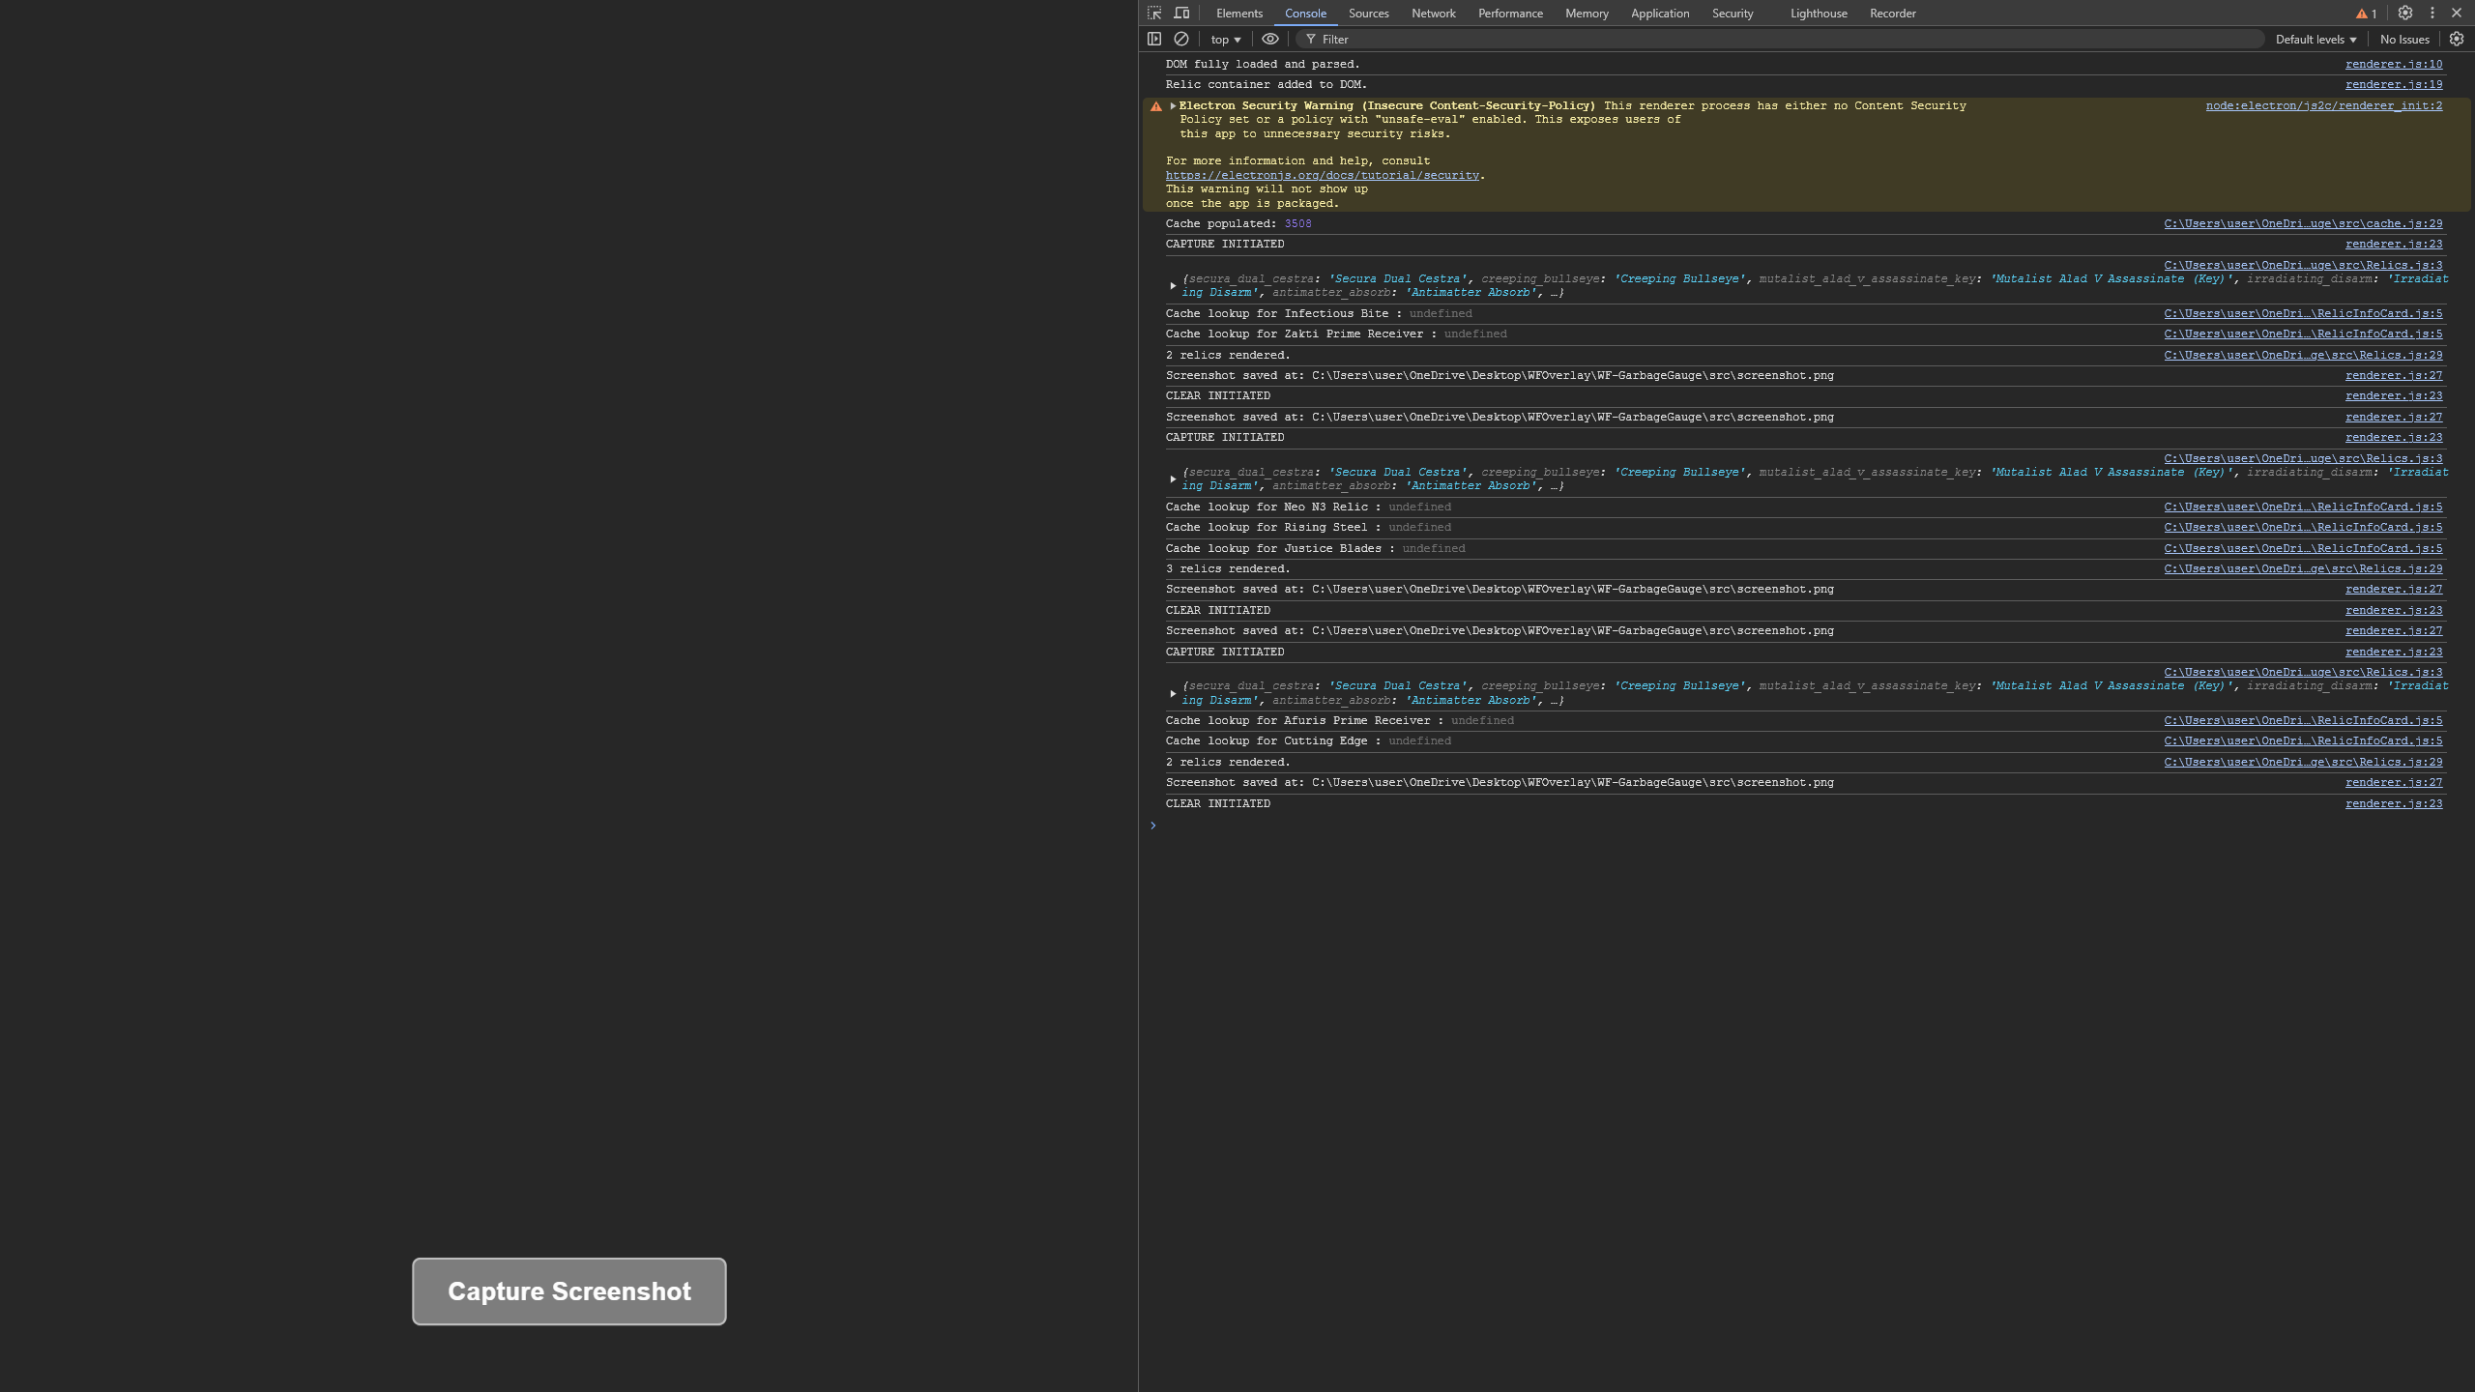 Elements Console Sources Network Performance Memory Application Security Lighthouse Recorder 1
top Filter Default levels No Issues
DOM fully loaded and parsed. renderer.js:10
Relic container added to DOM. renderer.js:19
Electron Security Warning (Insecure Content-Security-Policy) This renderer process has either no Content Security node:electron/js2c/renderer_init:2
Policy set or a policy with "unsafe-eval" enabled. This exposes users of
this app to unnecessary security risks.
For more information and help, consult
https://electronjs.org/docs/tutorial/security.
This warning will not show up
once the app is packaged.
Cache populated: 3508 C:\Users\user\OneDri…uge\src\cache.js:29
CAPTURE INITIATED renderer.js:23
C:\Users\user\OneDri…uge\src\Relics.js:3
{secura_dual_cestra: 'Secura Dual Cestra', creeping_bullseye: 'Creeping Bullseye', mutalist_alad_v_assassinate_key: 'Mutalist Alad V Assassinate (Key)', irradiating_disarm: 'Irradiat
ing Disarm', antimatter_absorb: 'Antimatter Absorb', …}
Cache lookup for Infectious Bite : undefined C:\Users\user\OneDri…\RelicInfoCard.js:5
Cache lookup for Zakti Prime Receiver : undefined C:\Users\user\OneDri…\RelicInfoCard.js:5
2 relics rendered. C:\Users\user\OneDri…ge\src\Relics.js:29
Screenshot saved at: C:\Users\user\OneDrive\Desktop\WFOverlay\WF-GarbageGauge\src\screenshot.png renderer.js:27
CLEAR INITIATED renderer.js:23
Screenshot saved at: C:\Users\user\OneDrive\Desktop\WFOverlay\WF-GarbageGauge\src\screenshot.png renderer.js:27
CAPTURE INITIATED renderer.js:23
C:\Users\user\OneDri…uge\src\Relics.js:3
{secura_dual_cestra: 'Secura Dual Cestra', creeping_bullseye: 'Creeping Bullseye', mutalist_alad_v_assassinate_key: 'Mutalist Alad V Assassinate (Key)', irradiating_disarm: 'Irradiat
ing Disarm', antimatter_absorb: 'Antimatter Absorb', …}
Cache lookup for Neo N3 Relic : undefined C:\Users\user\OneDri…\RelicInfoCard.js:5
Cache lookup for Rising Steel : undefined C:\Users\user\OneDri…\RelicInfoCard.js:5
Cache lookup for Justice Blades : undefined C:\Users\user\OneDri…\RelicInfoCard.js:5
3 relics rendered. C:\Users\user\OneDri…ge\src\Relics.js:29
Screenshot saved at: C:\Users\user\OneDrive\Desktop\WFOverlay\WF-GarbageGauge\src\screenshot.png renderer.js:27
CLEAR INITIATED renderer.js:23
Screenshot saved at: C:\Users\user\OneDrive\Desktop\WFOverlay\WF-GarbageGauge\src\screenshot.png renderer.js:27
CAPTURE INITIATED renderer.js:23
C:\Users\user\OneDri…uge\src\Relics.js:3
{secura_dual_cestra: 'Secura Dual Cestra', creeping_bullseye: 'Creeping Bullseye', mutalist_alad_v_assassinate_key: 'Mutalist Alad V Assassinate (Key)', irradiating_disarm: 'Irradiat
ing Disarm', antimatter_absorb: 'Antimatter Absorb', …}
Cache lookup for Afuris Prime Receiver : undefined C:\Users\user\OneDri…\RelicInfoCard.js:5
Cache lookup for Cutting Edge : undefined C:\Users\user\OneDri…\RelicInfoCard.js:5
2 relics rendered. C:\Users\user\OneDri…ge\src\Relics.js:29
Screenshot saved at: C:\Users\user\OneDrive\Desktop\WFOverlay\WF-GarbageGauge\src\screenshot.png renderer.js:27
CLEAR INITIATED renderer.js:23
Capture Screenshot